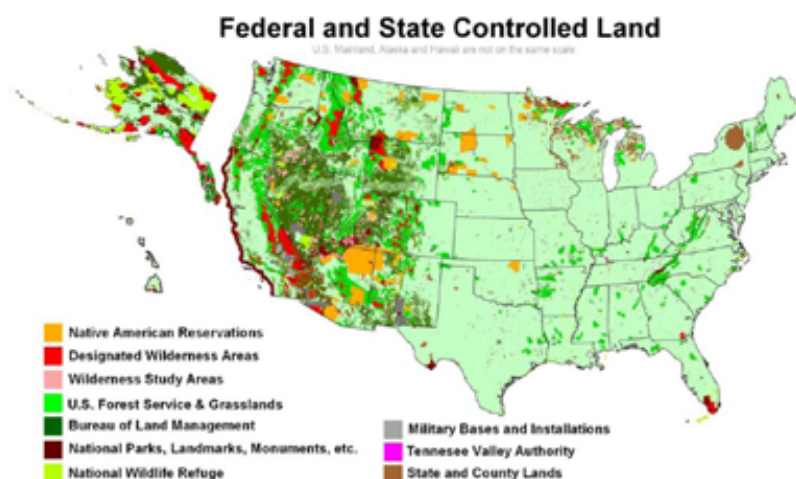 Federal and State Controlled Land
U.S. Mainland, Alaska and Hawaii are not on the same scale
Native American Reservations
Designated Wilderness Areas
Wilderness Study Areas
U.S. Forest Service & Grasslands
Bureau of Land Management
National Parks, Landmarks, Monuments, etc.
National Wildlife Refuge
Military Bases and Installations
Tennessee Valley Authority
State and County Lands